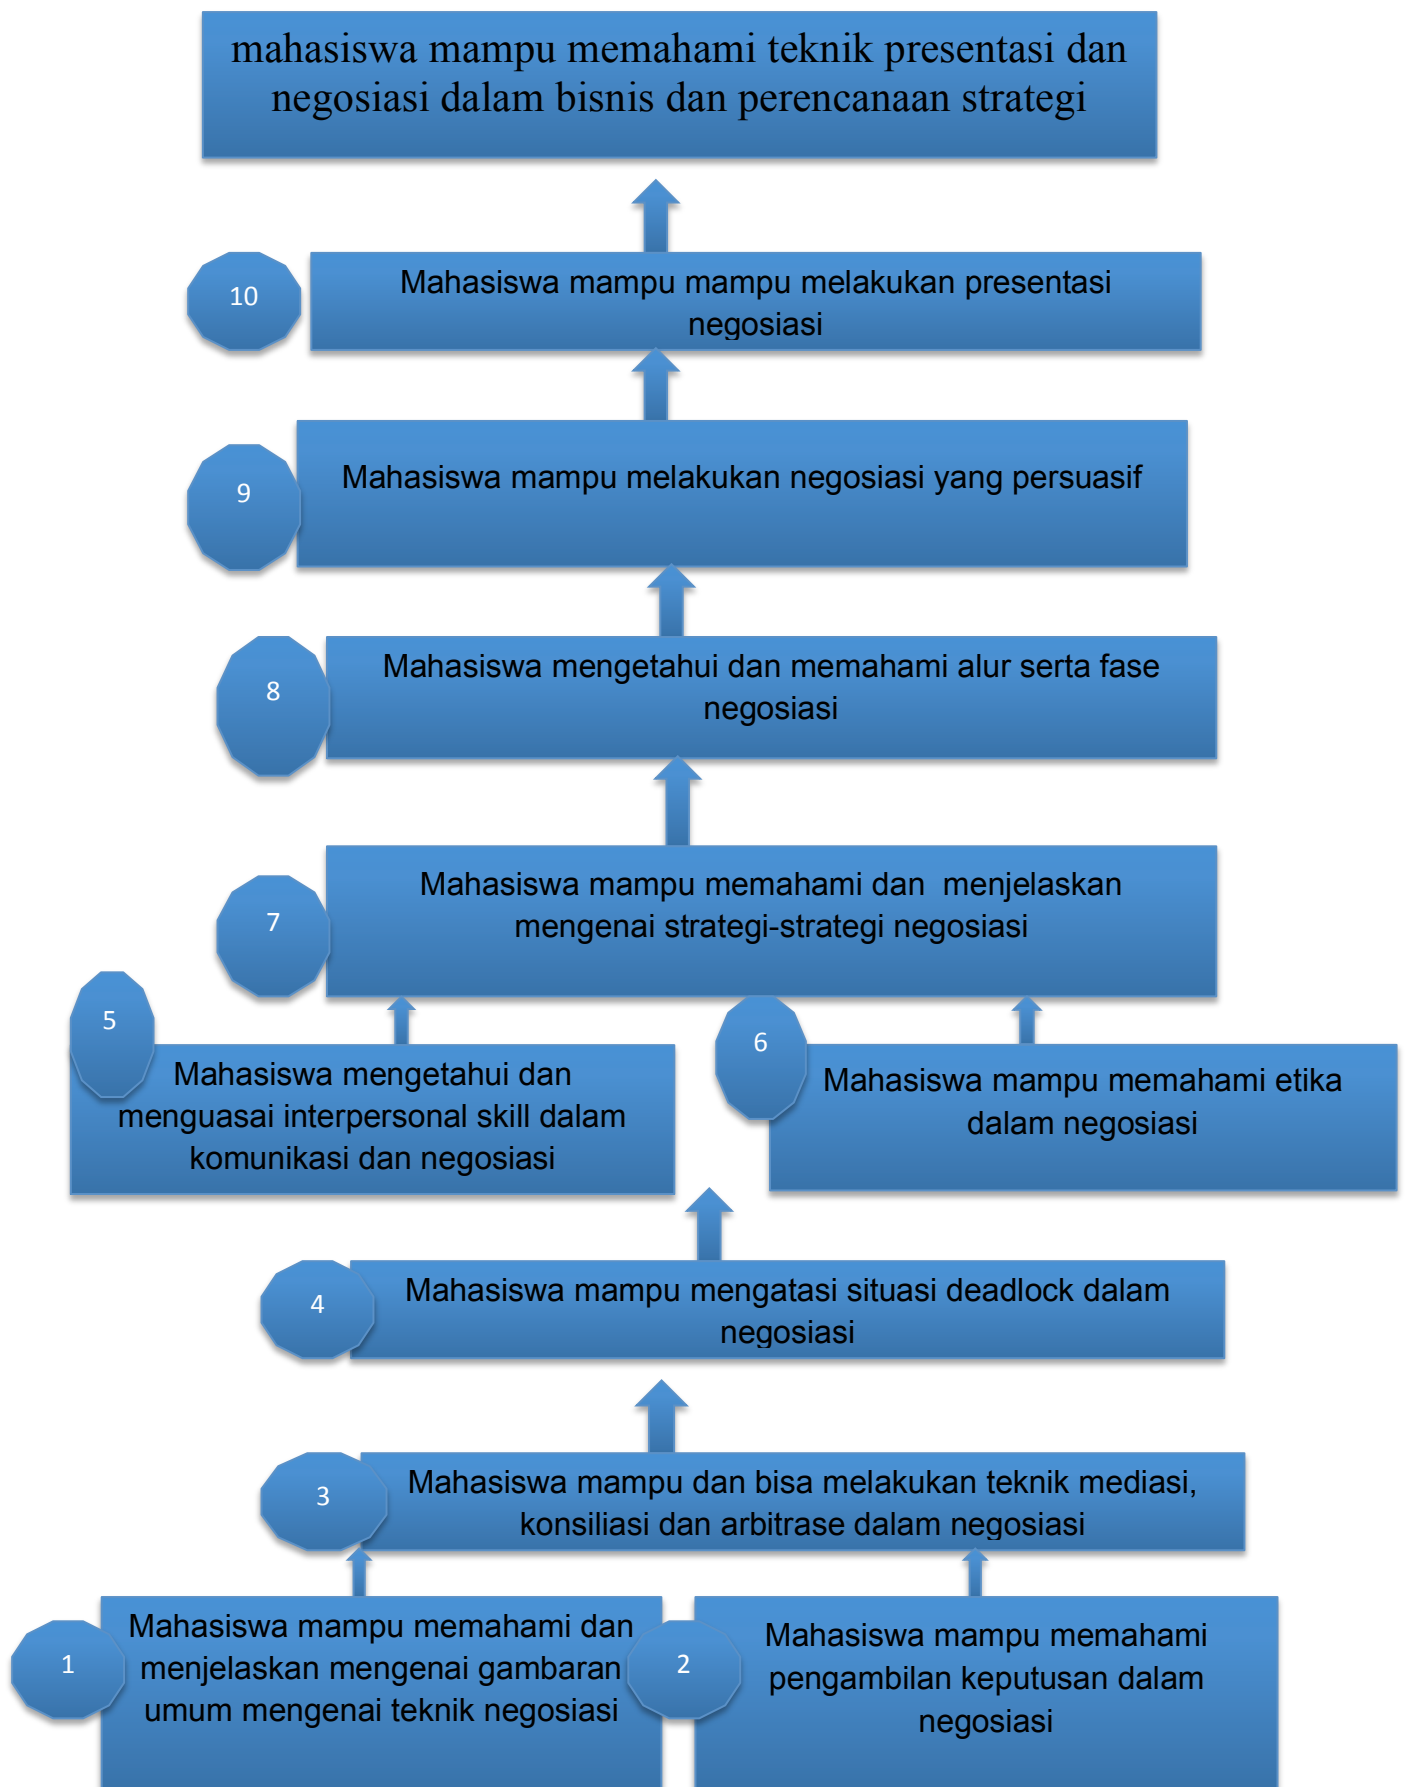 mahasiswa mampu memahami teknik presentasi dan
negosiasi dalam bisnis dan perencanaan strategi
10
Mahasiswa mampu mampu melakukan presentasi
negosiasi
9
Mahasiswa mampu melakukan negosiasi yang persuasif
8
Mahasiswa mengetahui dan memahami alur serta fase
negosiasi
7
Mahasiswa mampu memahami dan  menjelaskan
mengenai strategi-strategi negosiasi
5
Mahasiswa mengetahui dan
menguasai interpersonal skill dalam
komunikasi dan negosiasi
6
Mahasiswa mampu memahami etika
dalam negosiasi
4
Mahasiswa mampu mengatasi situasi deadlock dalam
negosiasi
3
Mahasiswa mampu dan bisa melakukan teknik mediasi,
konsiliasi dan arbitrase dalam negosiasi
1
Mahasiswa mampu memahami dan
menjelaskan mengenai gambaran
umum mengenai teknik negosiasi
2
Mahasiswa mampu memahami
pengambilan keputusan dalam
negosiasi